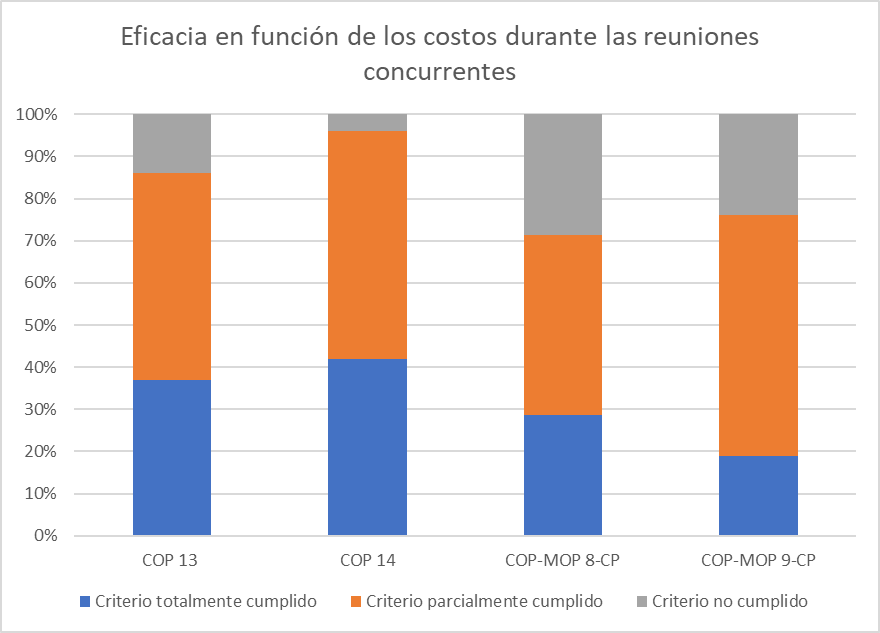 Eficacia en función de los costos durante las reuniones
concurrentes
100%
90%
80%
70%
60%
50%
40%
30%
20%
10%
0%
COP 13 COP 14 COP-MOP 8-CP COP-MOP 9-CP
Criterio totalmente cumplido Criterio parcialmente cumplido Criterio no cumplido